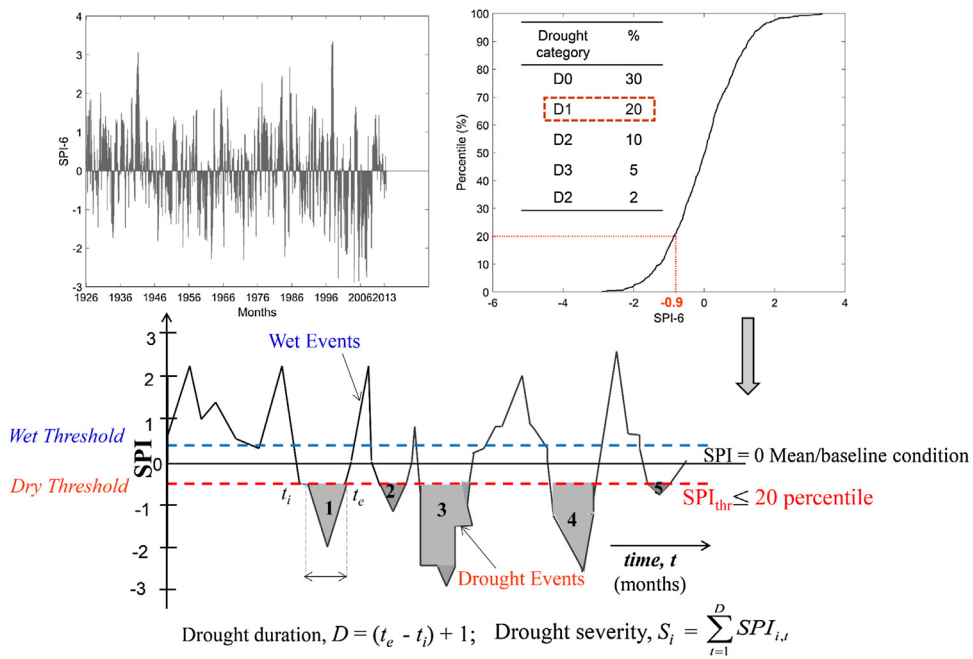 4
3
2
1
0
-1
-2
-3
SPI-6
1926 1936 1946 1956 1966 1976 1986 1996 20062013
Months
100
90
80
70
60
50
40
30
20
10
0
Percentile (%)
Drought category %
D0 30
D1 20
D2 10
D3 5
D2 2
-6 -4 -2 -0.9 0 2 4
SPI-6
3
2
1
0
-1
-2
-3
SPI
Wet Events
Wet Threshold
SPI = 0 Mean/baseline condition
Dry Threshold
SPIthr ≤ 20 percentile
ti te
1 2 3 4 5
Drought Events
time, t
(months)
Drought duration, D = (te - ti) + 1; Drought severity, Si = ∑ t=1 D SPIi,t